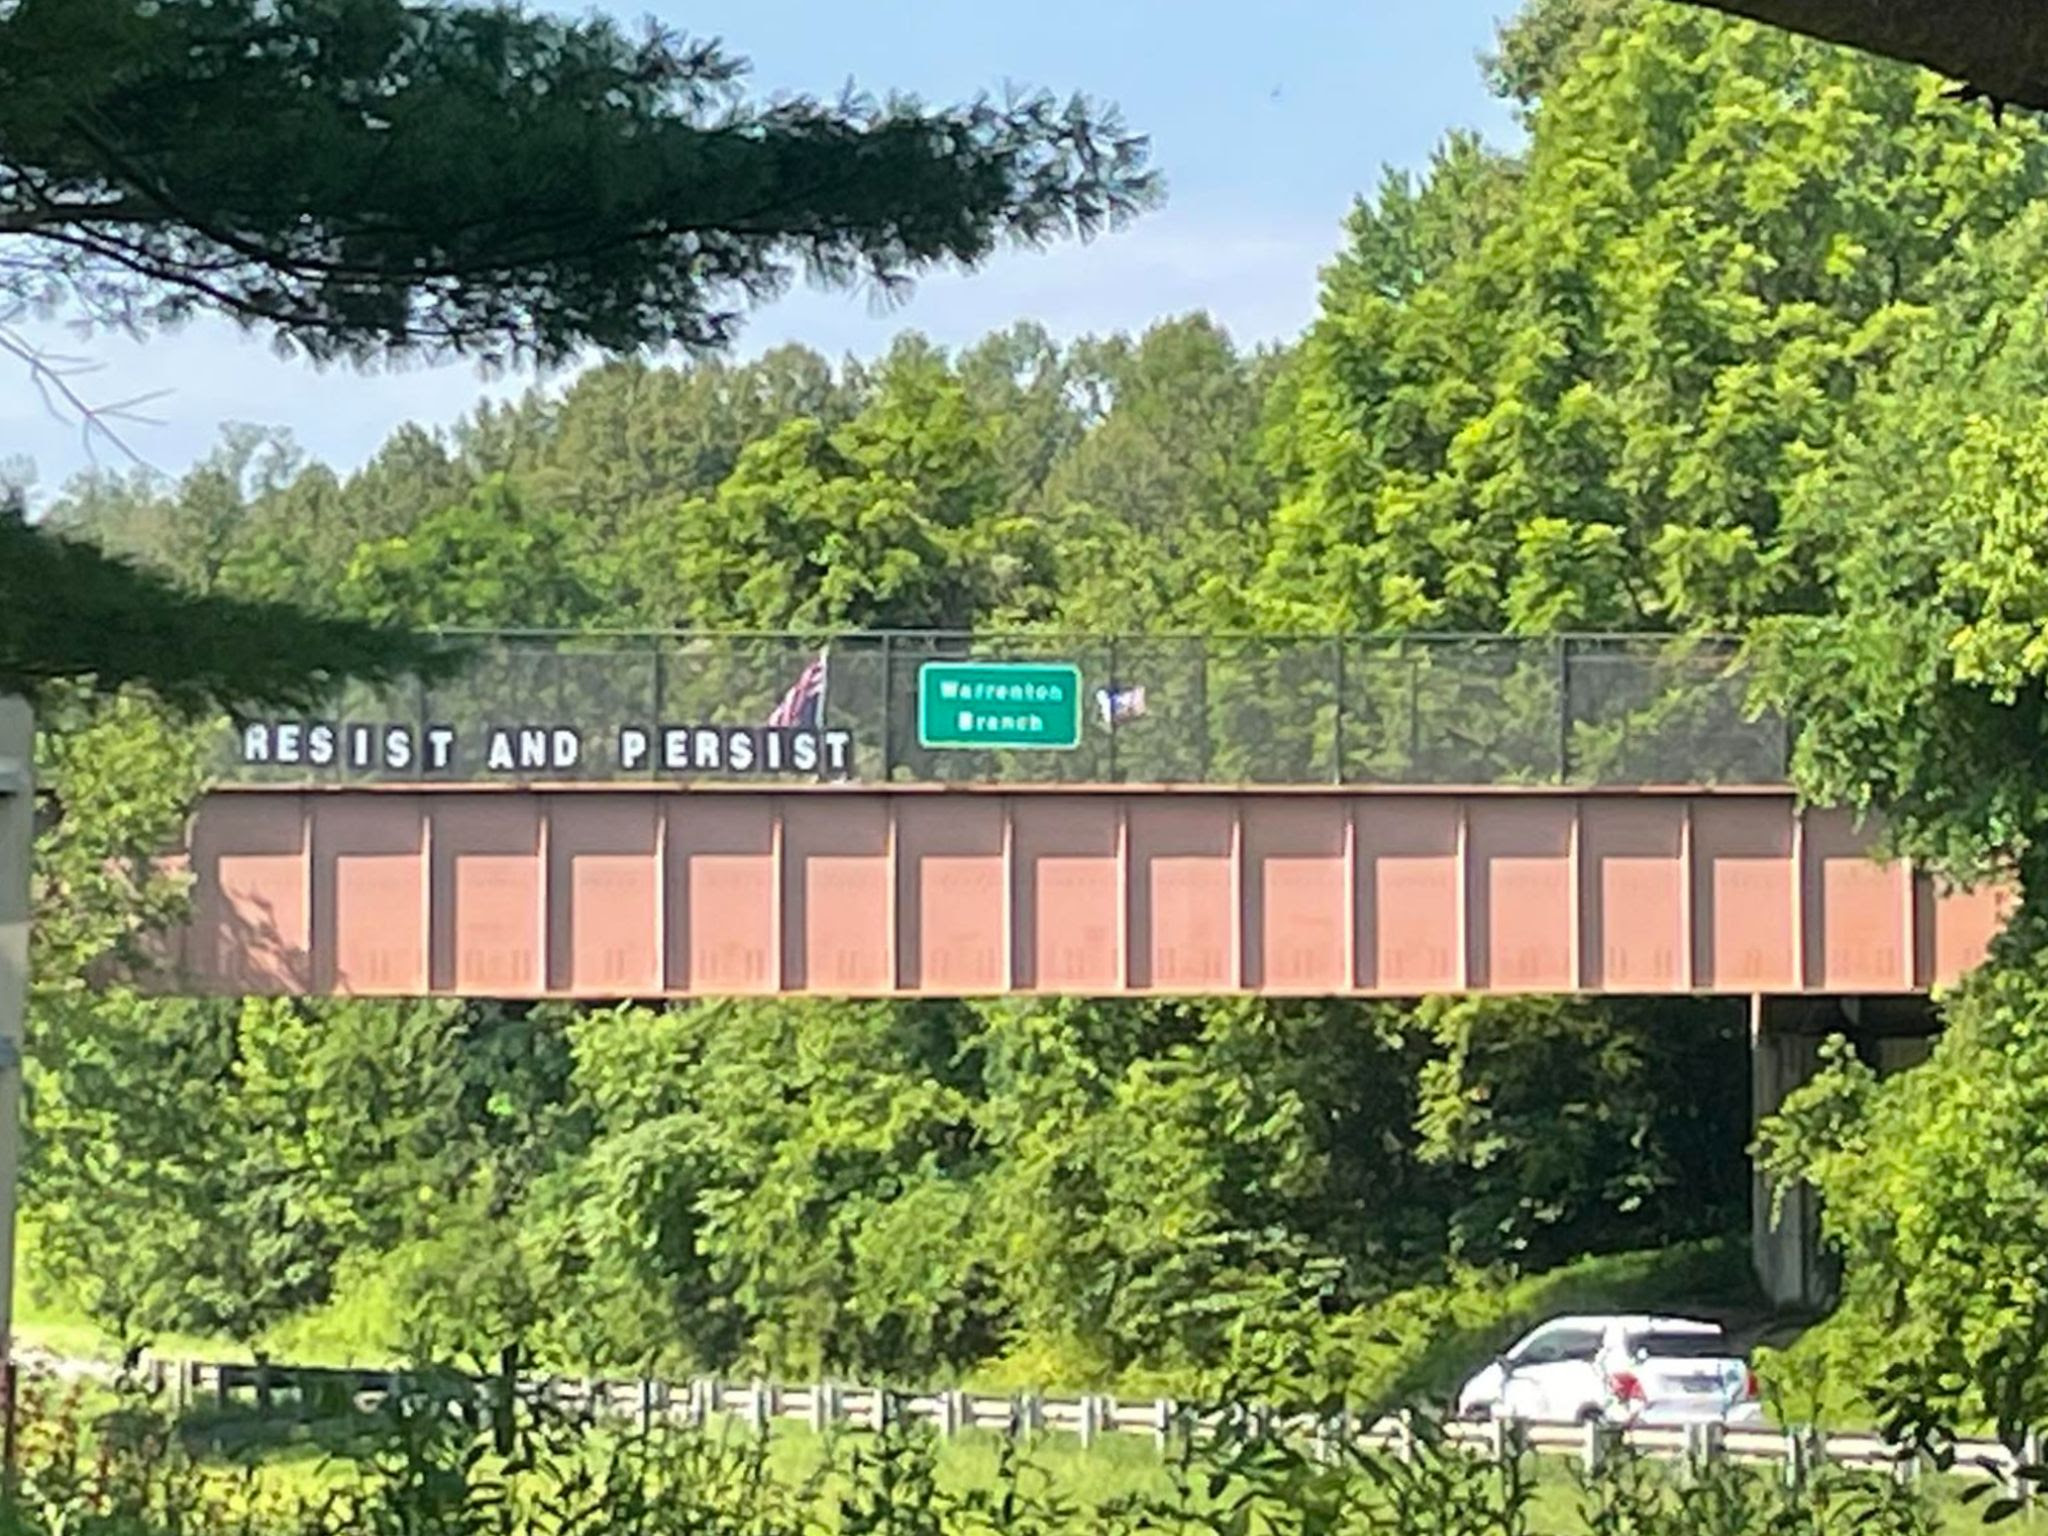 RESIST AND PERSIST
Warrenton
Branch